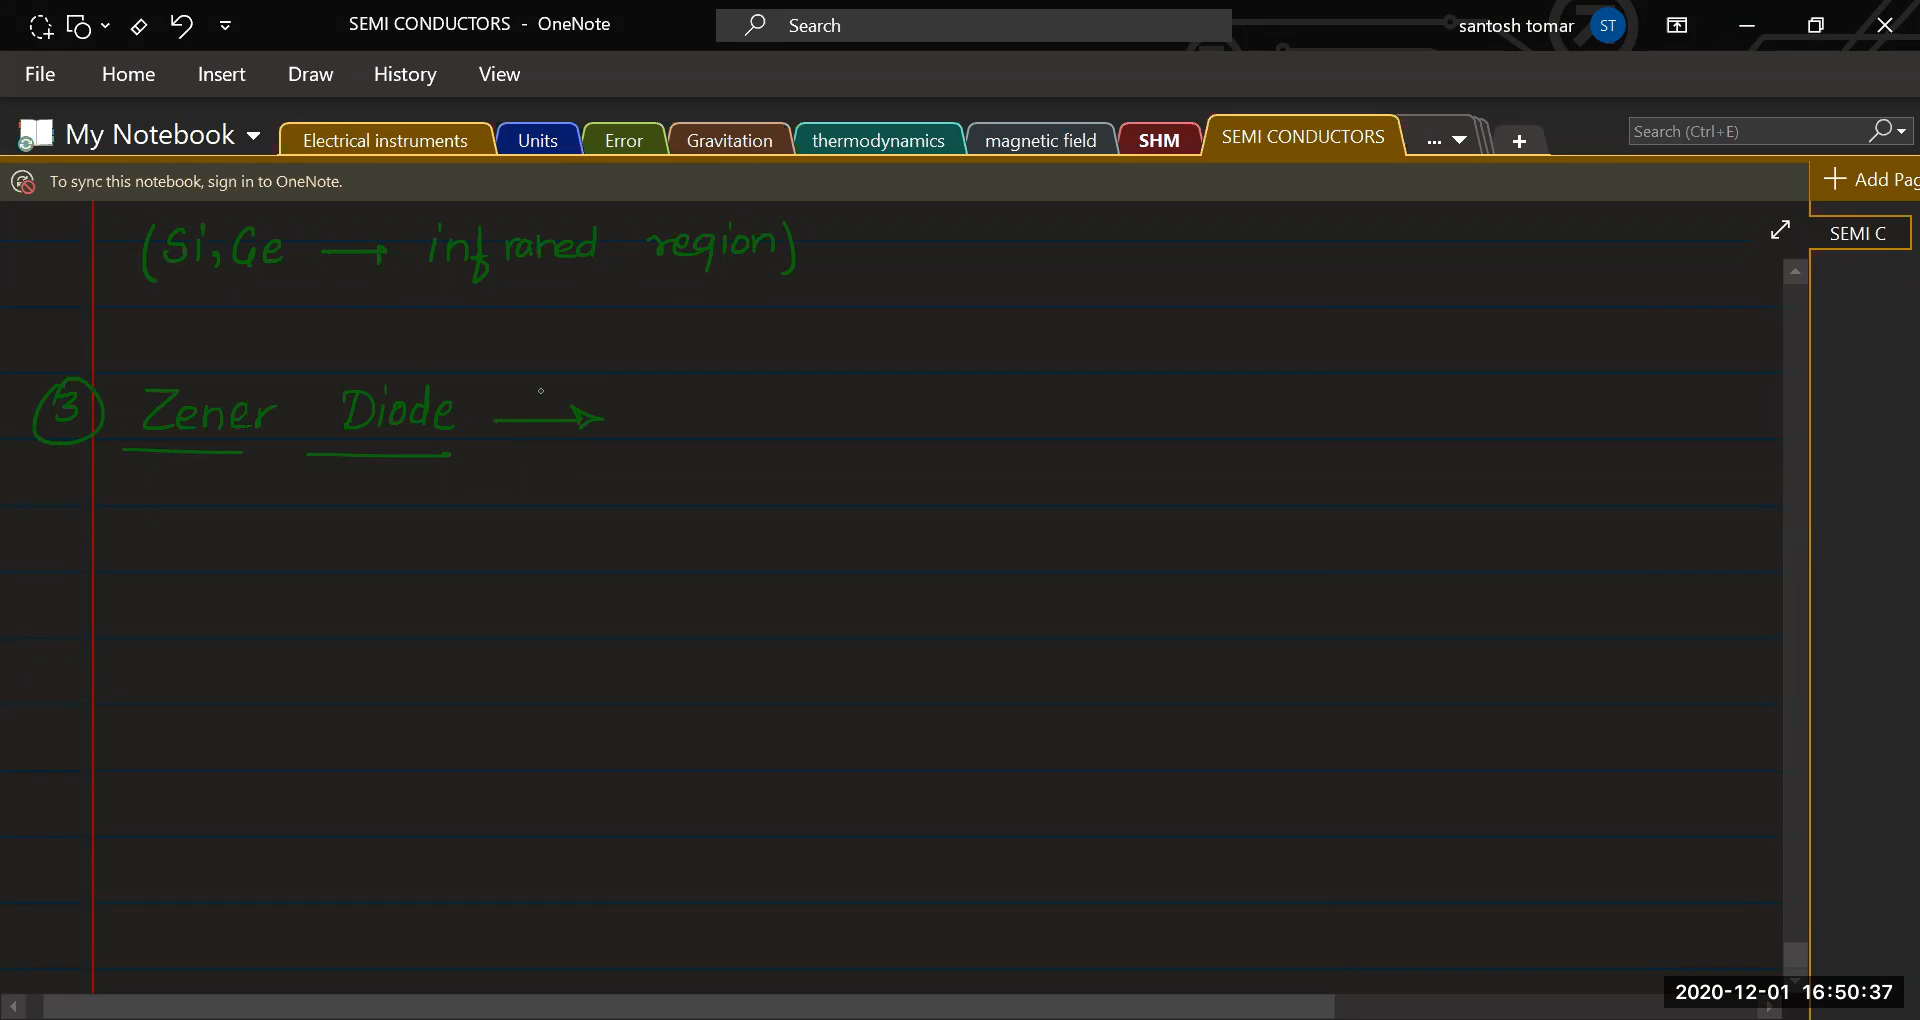 SEMI CONDUCTORS - OneNote
Search
santosh tomar
ST
File Home Insert Draw History View
My Notebook
Electrical instruments
Units
Error
Gravitation
thermodynamics
magnetic field
SHM
SEMI CONDUCTORS
...
Search (Ctrl+E)
To sync this notebook, sign in to OneNote.
Add Pag
SEMI C
(Si, Ge → infrared region)
3 Zener Diode →
2020-12-01 16:50:37